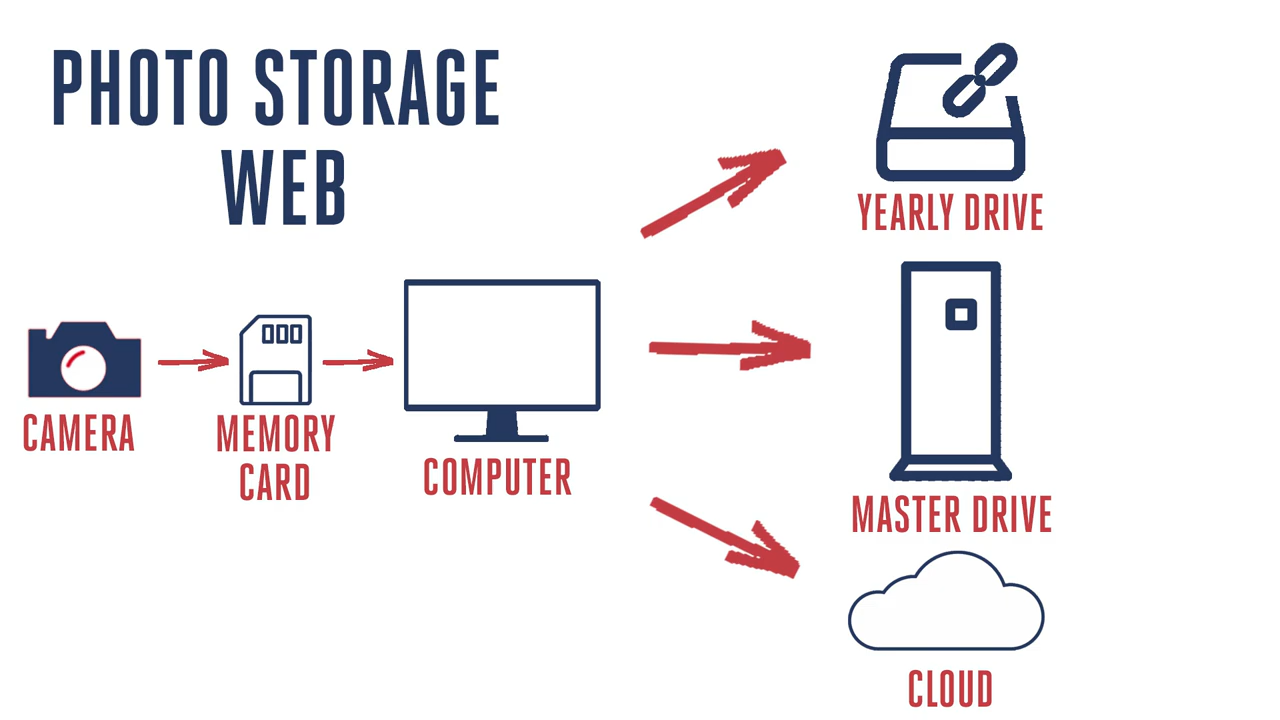 PHOTO STORAGE
WEB
CAMERA
MEMORY
CARD
COMPUTER
YEARLY DRIVE
MASTER DRIVE
CLOUD